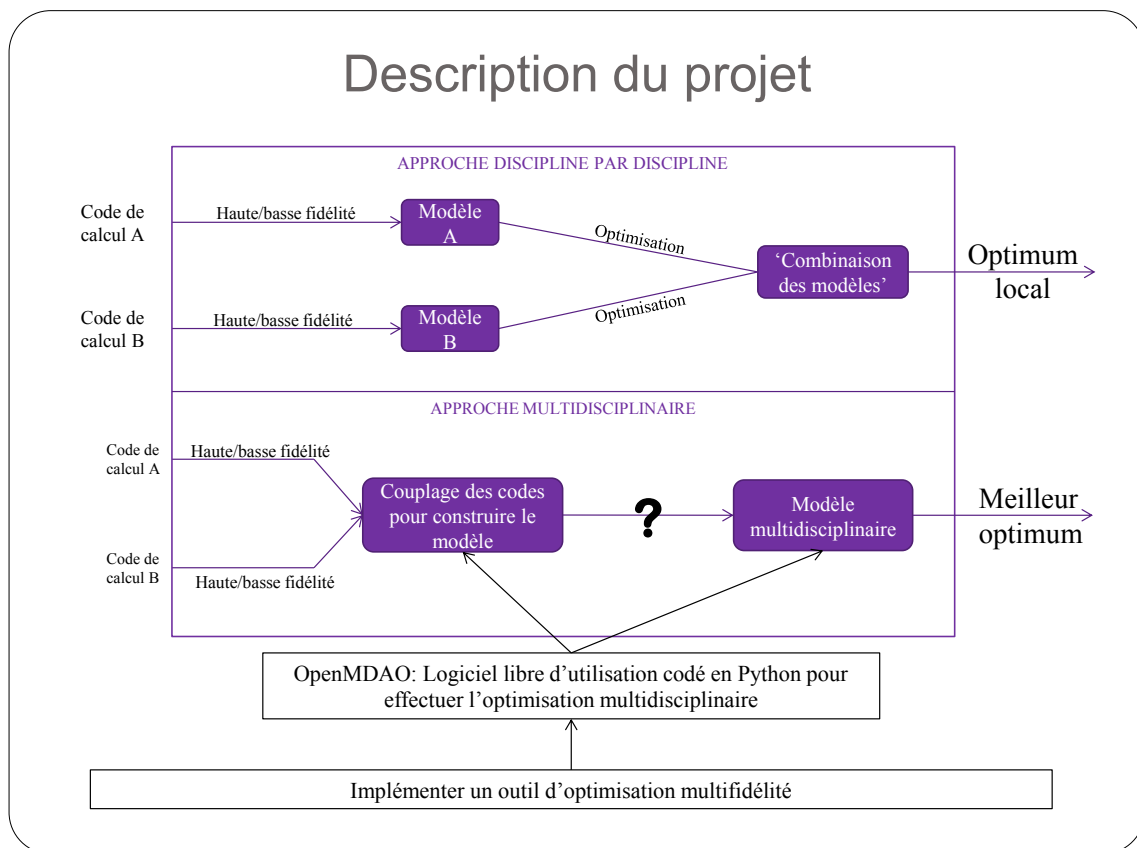 Description du projet
APPROCHE DISCIPLINE PAR DISCIPLINE
Code de
calcul A
Haute/basse fidélité
Modèle
A
Optimisation
‘Combinaison
des modèles’
Optimum
local
Code de
calcul B
Haute/basse fidélité
Modèle
B
Optimisation
APPROCHE MULTIDISCIPLINAIRE
Code de
calcul A
Haute/basse fidélité
Couplage des codes
pour construire le
modèle
?
Modèle
multidisciplinaire
Meilleur
optimum
Code de
calcul B
Haute/basse fidélité
OpenMDAO: Logiciel libre d’utilisation codé en Python pour
effectuer l’optimisation multidisciplinaire
Implémenter un outil d’optimisation multifidélité